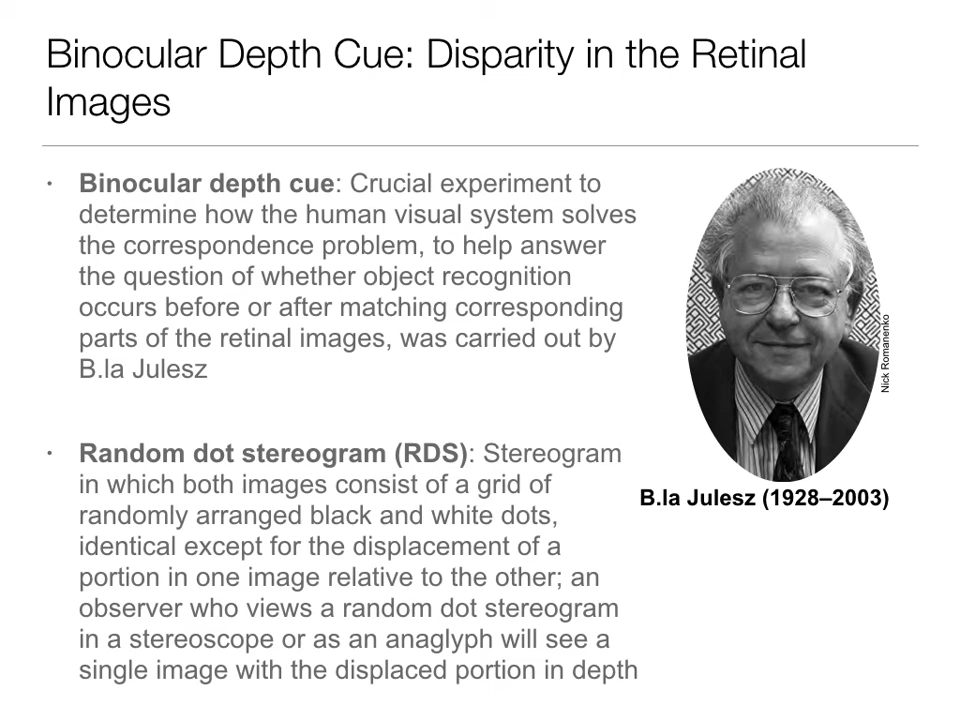 Binocular Depth Cue: Disparity in the Retinal
Images
· Binocular depth cue: Crucial experiment to
determine how the human visual system solves
the correspondence problem, to help answer
the question of whether object recognition
occurs before or after matching corresponding
parts of the retinal images, was carried out by
B.la Julesz
· Random dot stereogram (RDS): Stereogram
in which both images consist of a grid of
randomly arranged black and white dots,
identical except for the displacement of a
portion in one image relative to the other; an
observer who views a random dot stereogram
in a stereoscope or as an anaglyph will see a
single image with the displaced portion in depth
Nick Romanenko
B.la Julesz (1928–2003)